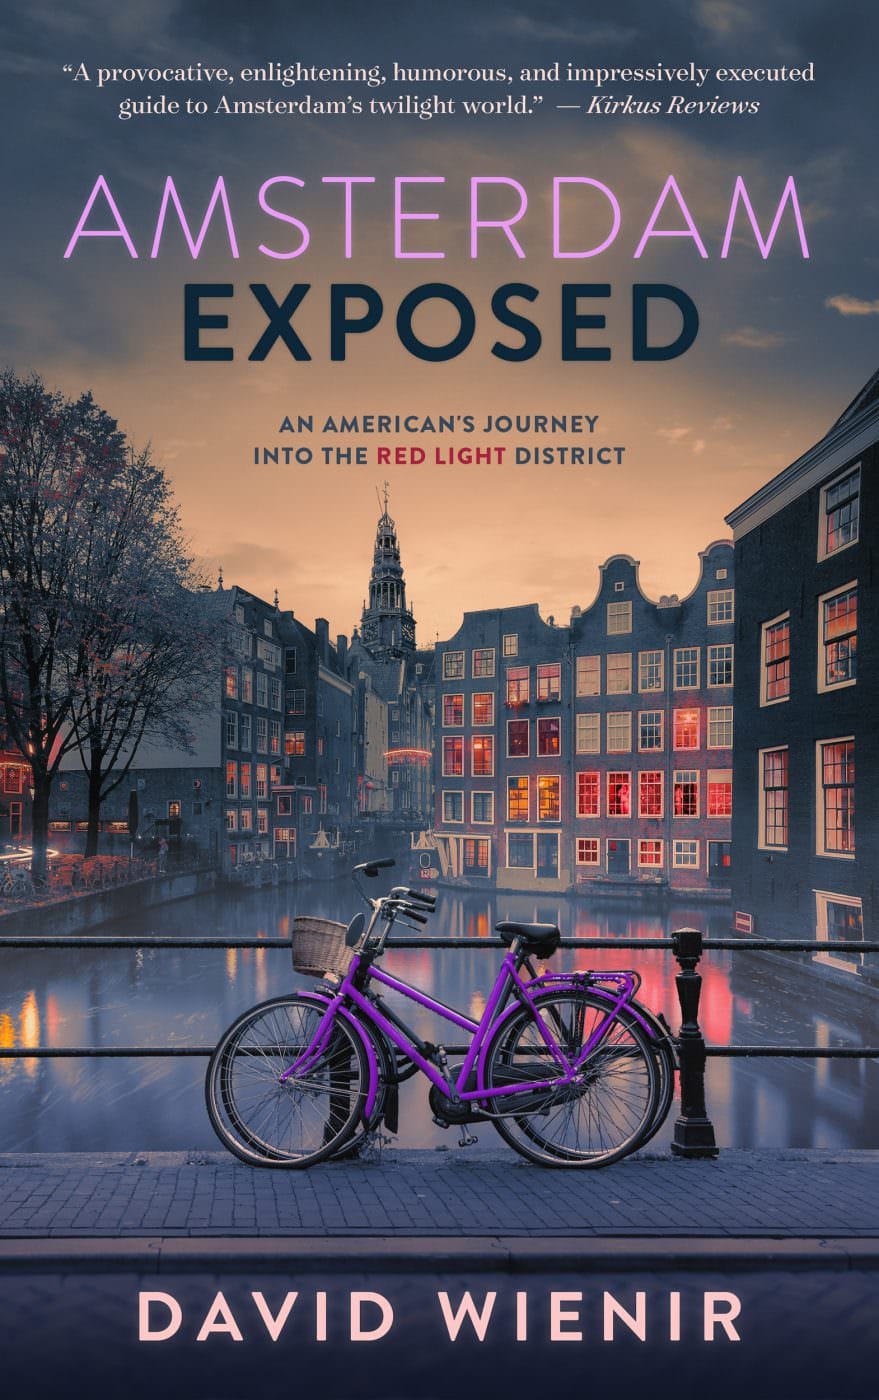 “A provocative, enlightening, humorous, and impressively executed
guide to Amsterdam’s twilight world.” — Kirkus Reviews
AMSTERDAM
EXPOSED
AN AMERICAN'S JOURNEY
INTO THE RED LIGHT DISTRICT
DAVID WIENIR